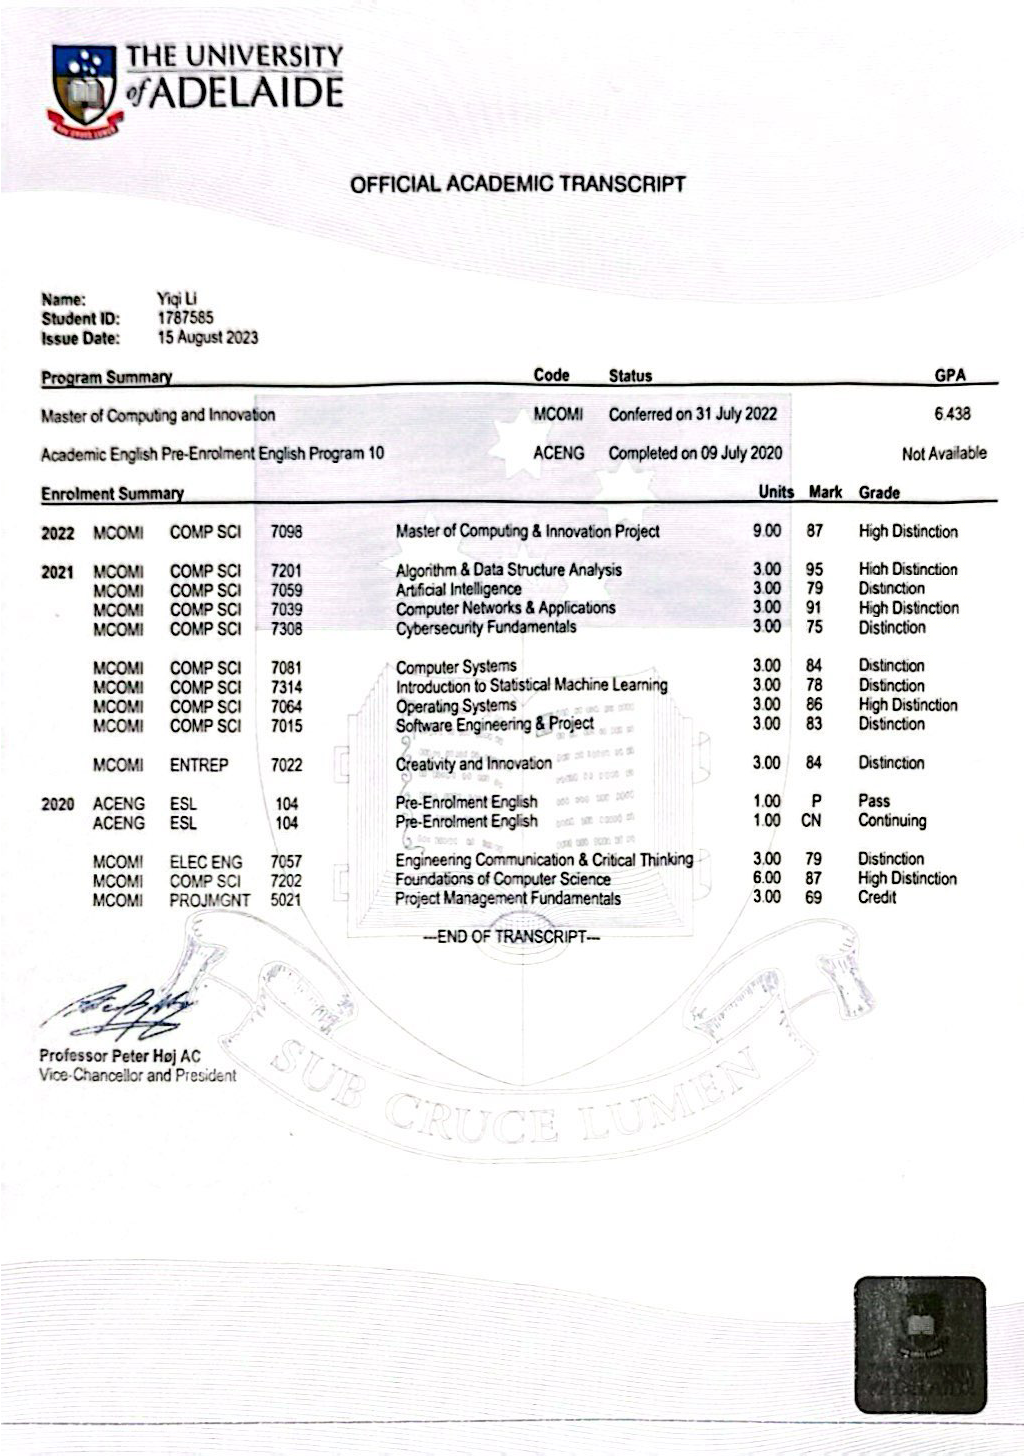 THE UNIVERSITY
of ADELAIDE
SUB CRUCE LUMEN
OFFICIAL ACADEMIC TRANSCRIPT
Name: Yiqi Li
Student ID: 1787585
Issue Date: 15 August 2023
Program Summary Code Status GPA
Master of Computing and Innovation MCOMI Conferred on 31 July 2022 6.438
Academic English Pre-Enrolment English Program 10 ACENG Completed on 09 July 2020 Not Available
Enrolment Summary Units Mark Grade
2022 MCOMI COMP SCI 7098 Master of Computing & Innovation Project 9.00 87 High Distinction
2021 MCOMI COMP SCI 7201 Algorithm & Data Structure Analysis 3.00 95 High Distinction
MCOMI COMP SCI 7059 Artificial Intelligence 3.00 79 Distinction
MCOMI COMP SCI 7039 Computer Networks & Applications 3.00 91 High Distinction
MCOMI COMP SCI 7308 Cybersecurity Fundamentals 3.00 75 Distinction
MCOMI COMP SCI 7081 Computer Systems 3.00 84 Distinction
MCOMI COMP SCI 7314 Introduction to Statistical Machine Learning 3.00 78 Distinction
MCOMI COMP SCI 7064 Operating Systems 3.00 86 High Distinction
MCOMI COMP SCI 7015 Software Engineering & Project 3.00 83 Distinction
MCOMI ENTREP 7022 Creativity and Innovation 3.00 84 Distinction
2020 ACENG ESL 104 Pre-Enrolment English 1.00 P Pass
ACENG ESL 104 Pre-Enrolment English 1.00 CN Continuing
MCOMI ELEC ENG 7057 Engineering Communication & Critical Thinking 3.00 79 Distinction
MCOMI COMP SCI 7202 Foundations of Computer Science 6.00 87 High Distinction
MCOMI PROJMGNT 5021 Project Management Fundamentals 3.00 69 Credit
---END OF TRANSCRIPT---
Professor Peter Høj AC
Vice-Chancellor and President
SUB CRUCE LUMEN